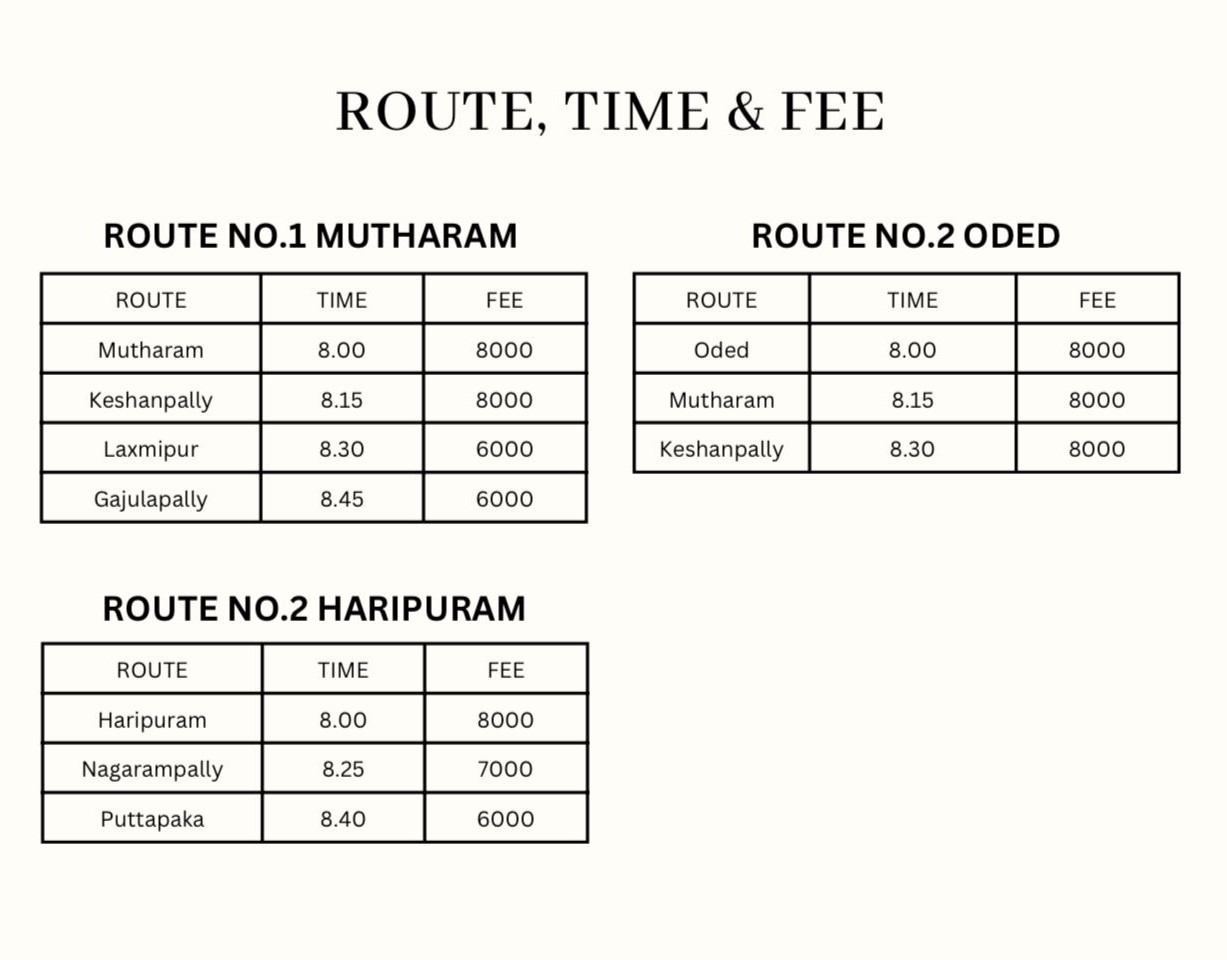 ROUTE, TIME & FEE
ROUTE NO.1 MUTHARAM
ROUTE TIME FEE
Mutharam 8.00 8000
Keshanpally 8.15 8000
Laxmipur 8.30 6000
Gajulapally 8.45 6000
ROUTE NO.2 ODED
ROUTE TIME FEE
Oded 8.00 8000
Mutharam 8.15 8000
Keshanpally 8.30 8000
ROUTE NO.2 HARIPURAM
ROUTE TIME FEE
Haripuram 8.00 8000
Nagarampally 8.25 7000
Puttapaka 8.40 6000